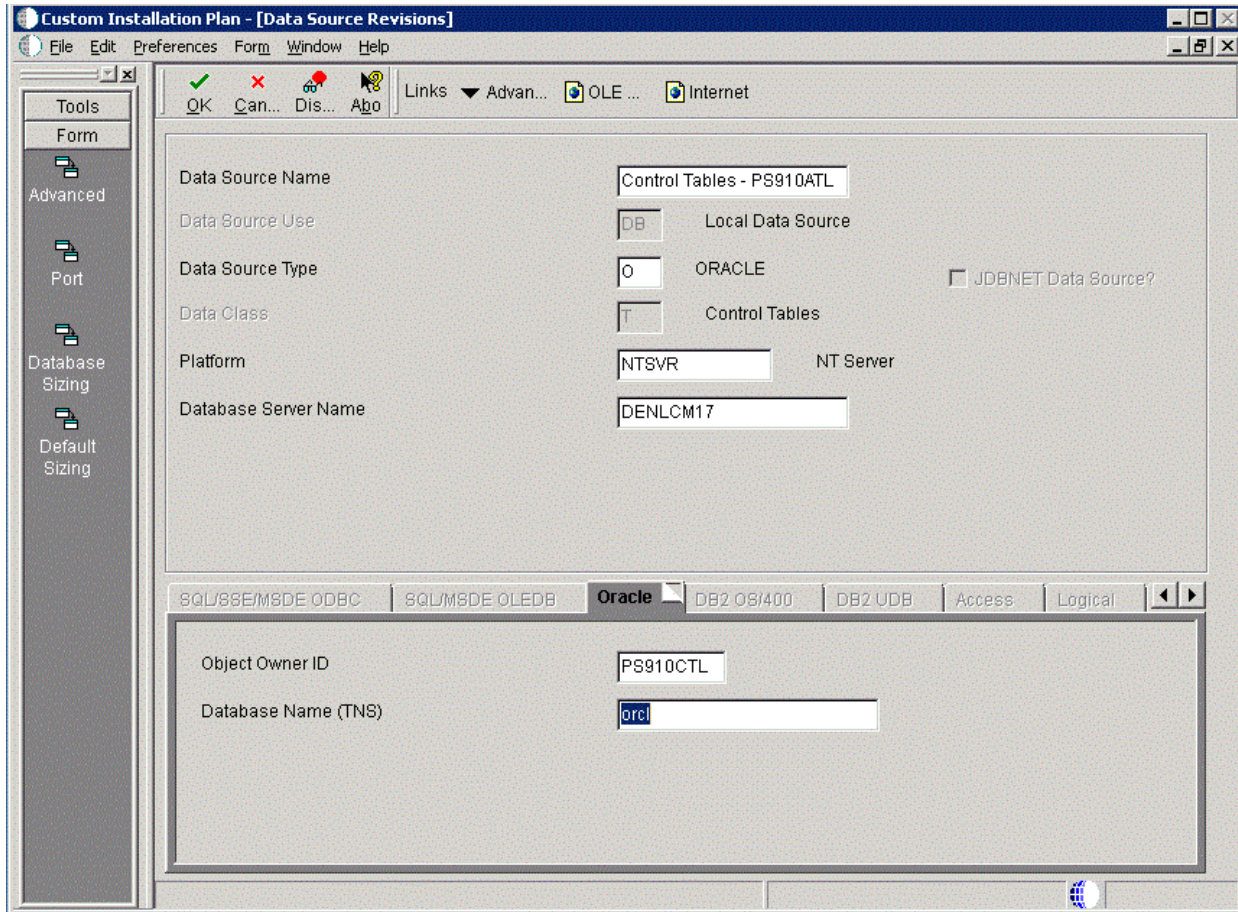 Custom Installation Plan - [Data Source Revisions]
File Edit Preferences Form Window Help
Tools
Form
Advanced
Port
Database
Sizing
Default
Sizing
OK Can... Dis... Abo Links Advan... OLE ... Internet
Data Source Name Control Tables - PS910ATL
Data Source Use DB Local Data Source
Data Source Type O ORACLE JDBNET Data Source?
Data Class T Control Tables
Platform NTSVR NT Server
Database Server Name DENLCM17
SQL/SSE/MSDE ODBC SQL/MSDE OLEDB Oracle DB2 OS/400 DB2 UDB Access Logical
Object Owner ID PS910CTL
Database Name (TNS) orcl